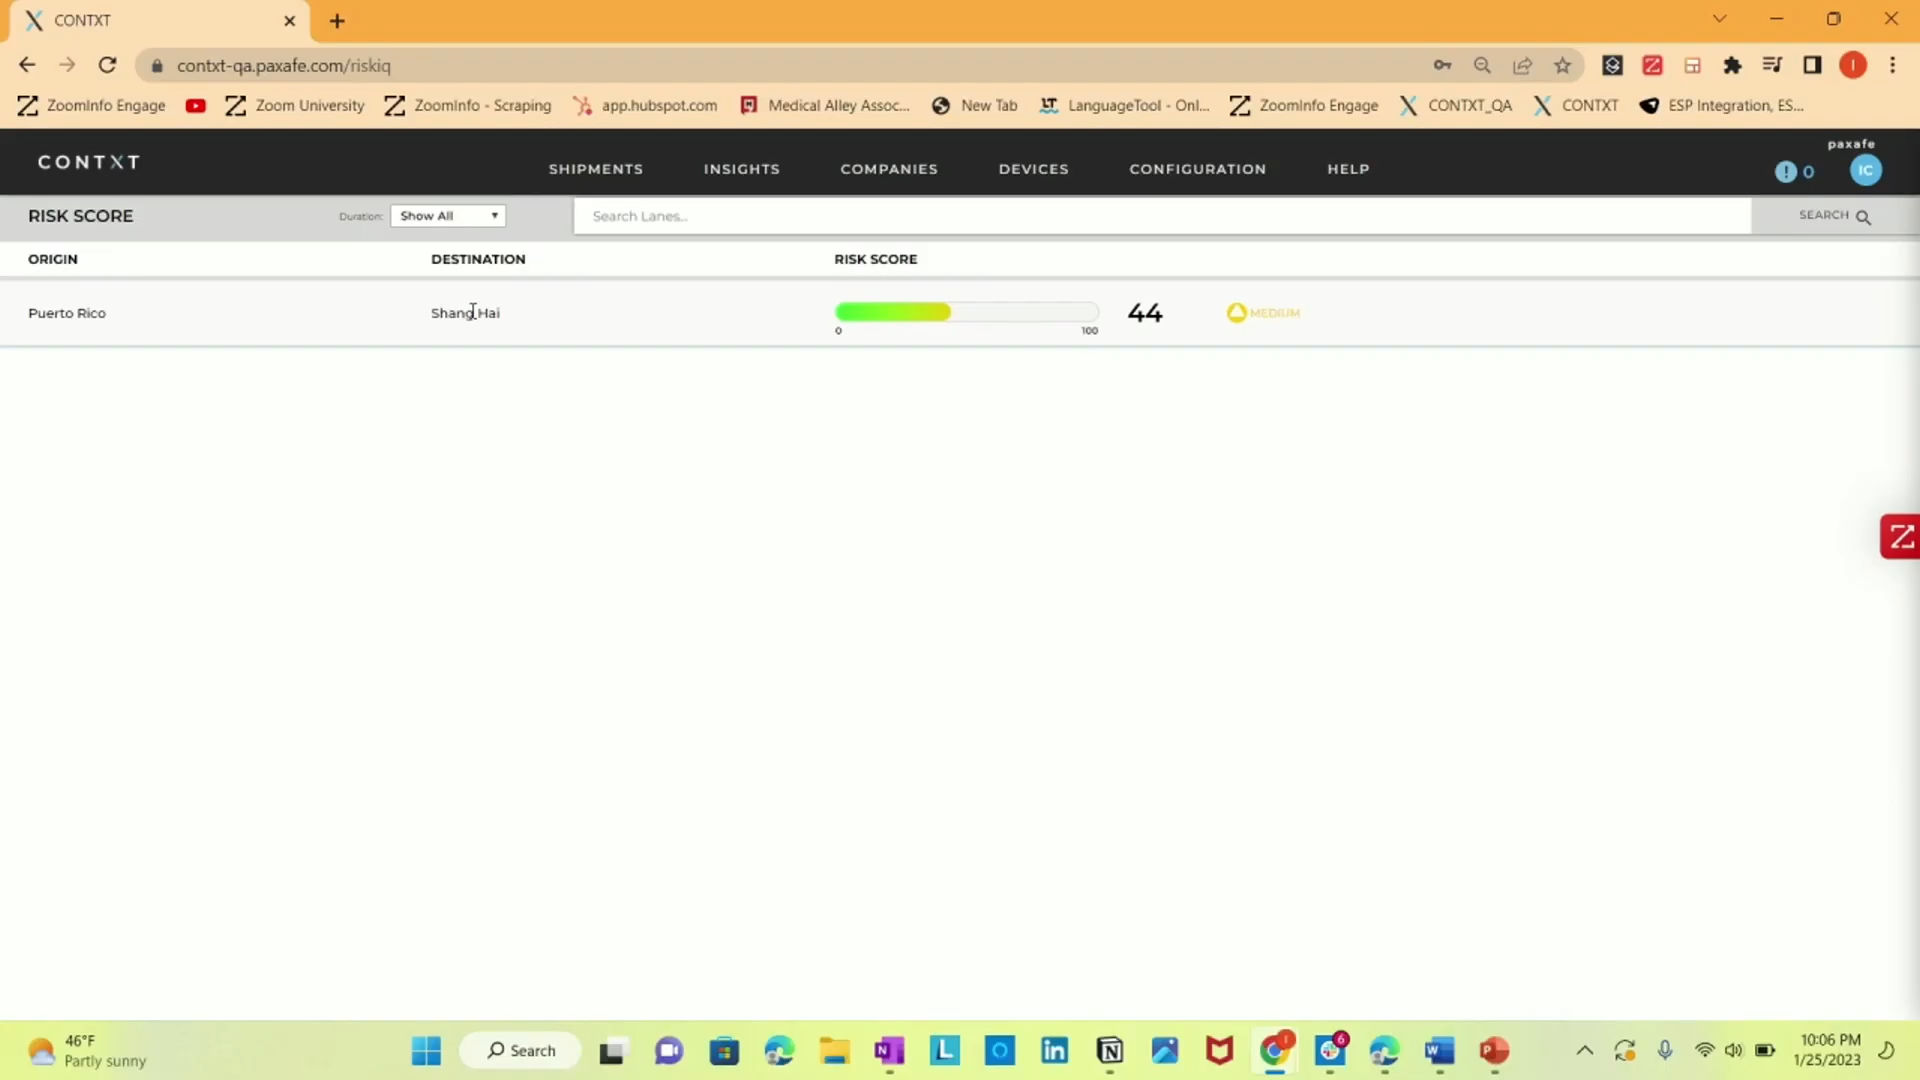 CONTXT
contxt-qa.paxafe.com/riskiq
ZoomInfo Engage
Zoom University
ZoomInfo - Scraping
app.hubspot.com
Medical Alley Assoc...
New Tab
LanguageTool - Onl...
ZoomInfo Engage
CONTXT_QA
CONTXT
ESP Integration, ES...
CONTXT
SHIPMENTS
INSIGHTS
COMPANIES
DEVICES
CONFIGURATION
HELP
paxafe
0
IC
RISK SCORE
Duration:
Show All
Search Lanes...
SEARCH
ORIGIN
DESTINATION
RISK SCORE
Puerto Rico
Shang Hai
0
100
44
MEDIUM
46°F
Partly sunny
Search
6
10:06 PM
1/25/2023